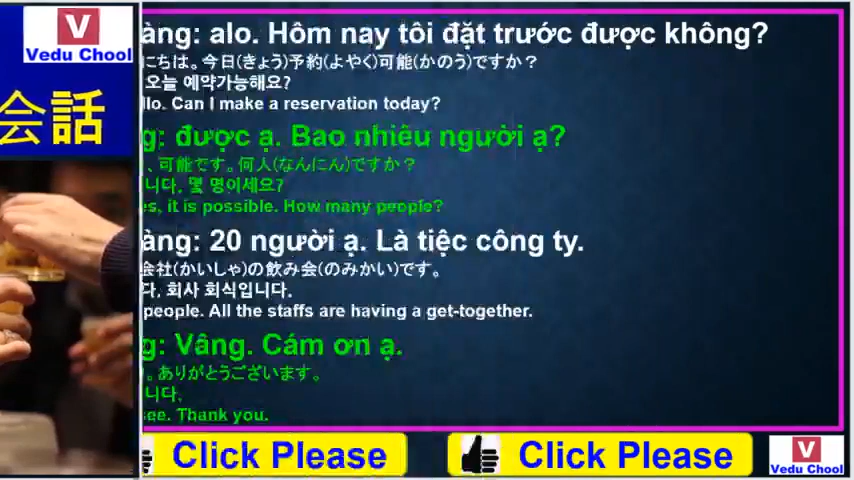 V
Vedu Chool
会話
àng: alo. Hôm nay tôi đặt trước được không?
にちは。今日(きょう)予約(よやく)可能(かのう)ですか？
오늘 예약가능해요?
llo. Can I make a reservation today?
g: được ạ. Bao nhiêu người ạ?
、可能です。何人(なんにん)ですか？
니다. 몇 명이세요?
es, it is possible. How many people?
àng: 20 người ạ. Là tiệc công ty.
会社(かいしゃ)の飲み会(のみかい)です。
다. 회사 회식입니다.
people. All the staffs are having a get-together.
g: Vâng. Cám ơn ạ.
。ありがとうございます。
니다.
see. Thank you.
Click Please
Click Please
V
Vedu Chool